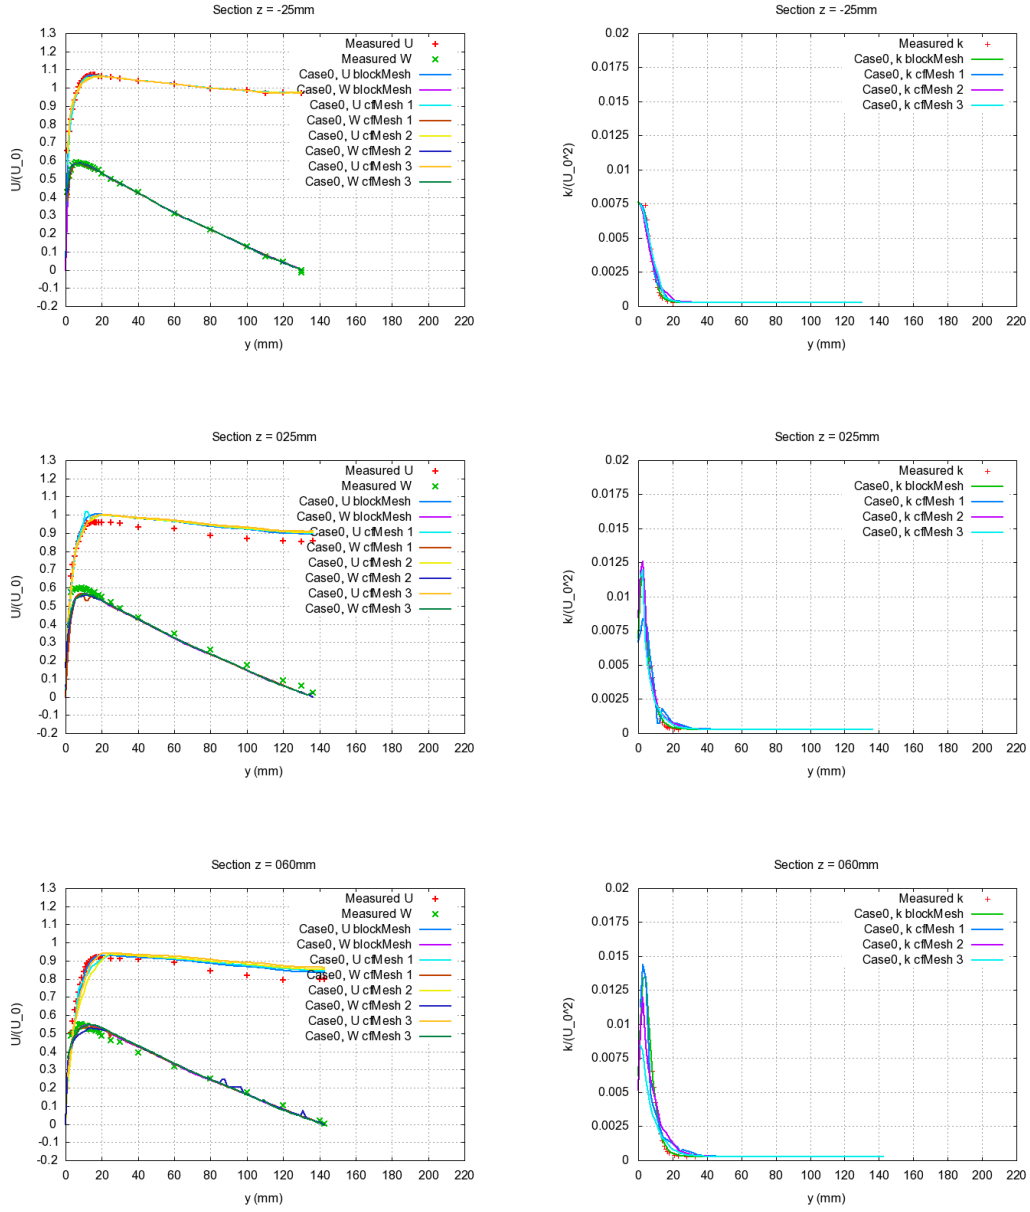 Section z = -25mm
U/(U_0)
1.3
1.2
1.1
1
0.9
0.8
0.7
0.6
0.5
0.4
0.3
0.2
0.1
0
-0.1
-0.2
Measured U
Measured W
Case0, U blockMesh
Case0, W blockMesh
Case0, U cfMesh 1
Case0, W cfMesh 1
Case0, U cfMesh 2
Case0, W cfMesh 2
Case0, U cfMesh 3
Case0, W cfMesh 3
0 20 40 60 80 100 120 140 160 180 200 220
y (mm)
Section z = -25mm
k/(U_0^2)
0.02
0.0175
0.015
0.0125
0.01
0.0075
0.005
0.0025
0
Measured k
Case0, k blockMesh
Case0, k cfMesh 1
Case0, k cfMesh 2
Case0, k cfMesh 3
0 20 40 60 80 100 120 140 160 180 200 220
y (mm)
Section z = 025mm
U/(U_0)
1.3
1.2
1.1
1
0.9
0.8
0.7
0.6
0.5
0.4
0.3
0.2
0.1
0
-0.1
-0.2
Measured U
Measured W
Case0, U blockMesh
Case0, W blockMesh
Case0, U cfMesh 1
Case0, W cfMesh 1
Case0, U cfMesh 2
Case0, W cfMesh 2
Case0, U cfMesh 3
Case0, W cfMesh 3
0 20 40 60 80 100 120 140 160 180 200 220
y (mm)
Section z = 025mm
k/(U_0^2)
0.02
0.0175
0.015
0.0125
0.01
0.0075
0.005
0.0025
0
Measured k
Case0, k blockMesh
Case0, k cfMesh 1
Case0, k cfMesh 2
Case0, k cfMesh 3
0 20 40 60 80 100 120 140 160 180 200 220
y (mm)
Section z = 060mm
U/(U_0)
1.3
1.2
1.1
1
0.9
0.8
0.7
0.6
0.5
0.4
0.3
0.2
0.1
0
-0.1
-0.2
Measured U
Measured W
Case0, U blockMesh
Case0, W blockMesh
Case0, U cfMesh 1
Case0, W cfMesh 1
Case0, U cfMesh 2
Case0, W cfMesh 2
Case0, U cfMesh 3
Case0, W cfMesh 3
0 20 40 60 80 100 120 140 160 180 200 220
y (mm)
Section z = 060mm
k/(U_0^2)
0.02
0.0175
0.015
0.0125
0.01
0.0075
0.005
0.0025
0
Measured k
Case0, k blockMesh
Case0, k cfMesh 1
Case0, k cfMesh 2
Case0, k cfMesh 3
0 20 40 60 80 100 120 140 160 180 200 220
y (mm)